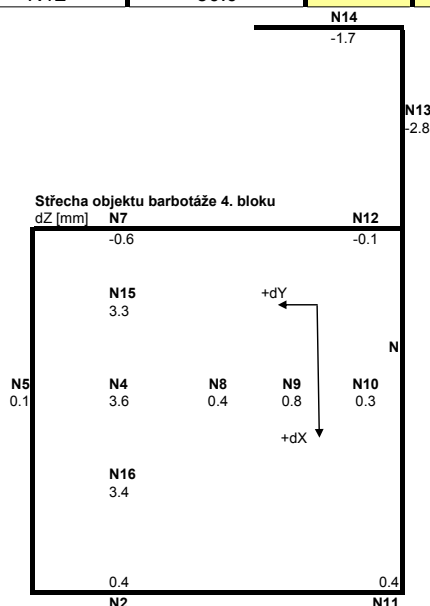 N14
-1.7
N13
-2.8
Střecha objektu barbotáže 4. bloku
dZ [mm] N7 N12
-0.6 -0.1
N15 +dY
3.3
N
N5 N4 N8 N9 N10
0.1 3.6 0.4 0.8 0.3
+dX
N16
3.4
0.4 0.4
N2 N11